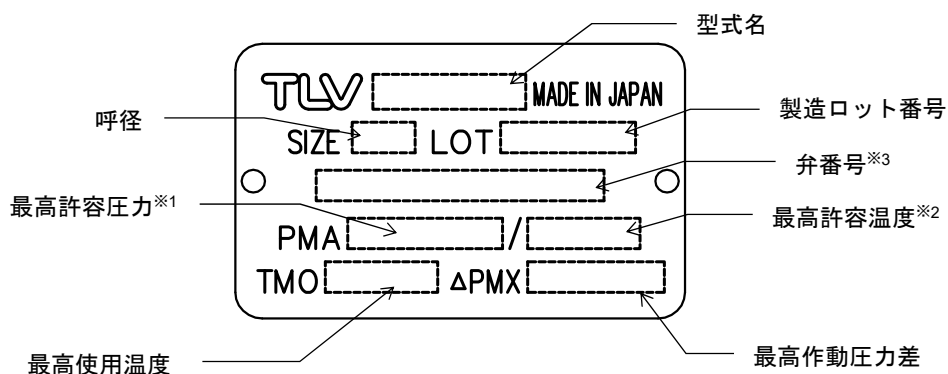 型式名
TLV MADE IN JAPAN
呼径
製造ロット番号
SIZE LOT
弁番号※3
最高許容圧力※1
最高許容温度※2
PMA /
TMO ΔPMX
最高使用温度
最高作動圧力差